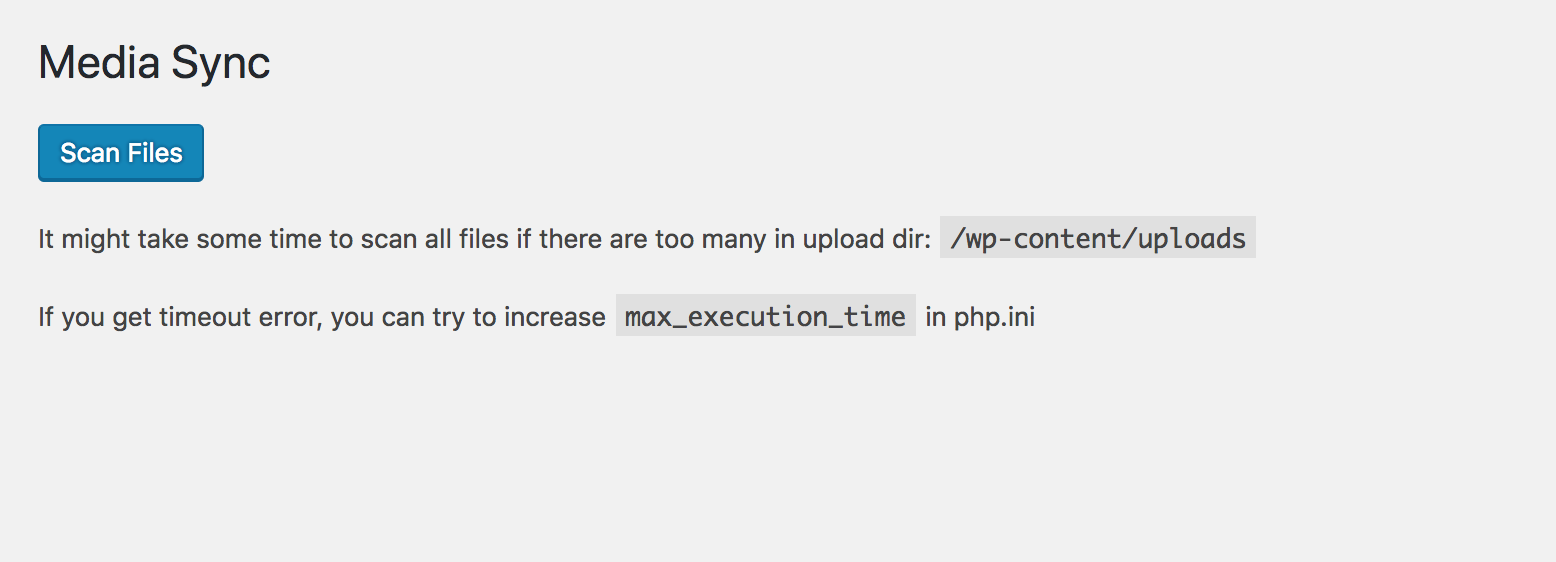 Media Sync
Scan Files
It might take some time to scan all files if there are too many in upload dir: /wp-content/uploads
If you get timeout error, you can try to increase max_execution_time in php.ini